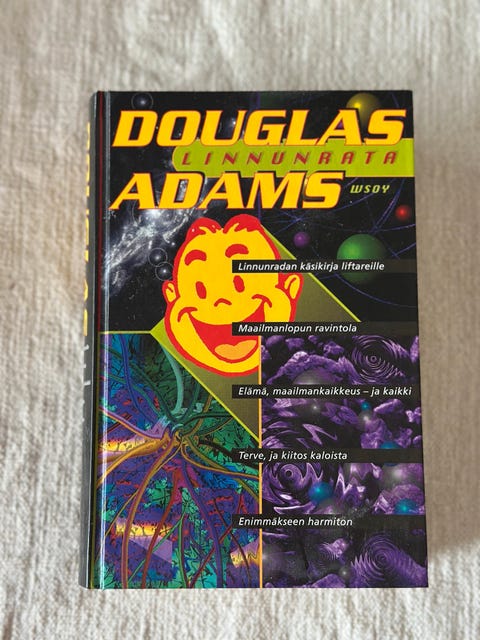 DOUGLAS
LINNUNRATA
ADAMS
WSOY
Linnunradan käsikirja liftareille
Maailmanlopun ravintola
Elämä, maailmankaikkeus – ja kaikki
Terve, ja kiitos kaloista
Enimmäkseen harmiton